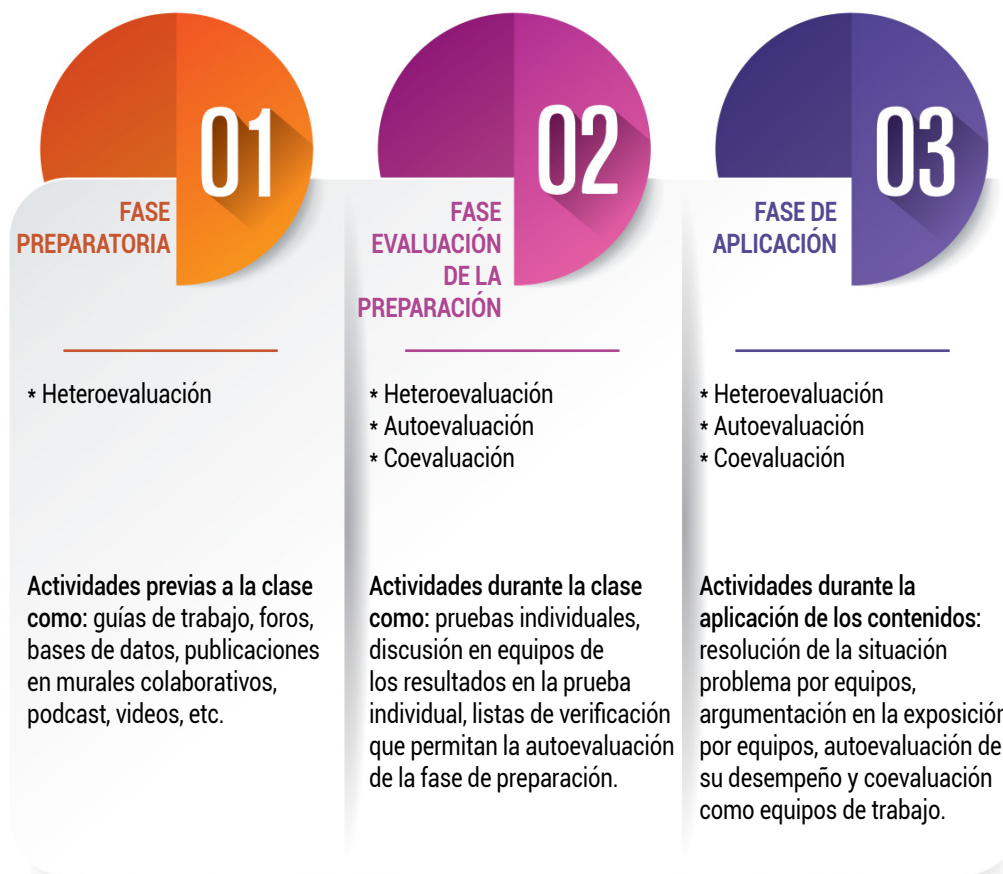 01
FASE
PREPARATORIA
* Heteroevaluación
Actividades previas a la clase
como: guías de trabajo, foros,
bases de datos, publicaciones
en murales colaborativos,
podcast, videos, etc.
02
FASE
EVALUACIÓN
DE LA
PREPARACIÓN
* Heteroevaluación
* Autoevaluación
* Coevaluación
Actividades durante la clase
como: pruebas individuales,
discusión en equipos de
los resultados en la prueba
individual, listas de verificación
que permitan la autoevaluación
de la fase de preparación.
03
FASE DE
APLICACIÓN
* Heteroevaluación
* Autoevaluación
* Coevaluación
Actividades durante la
aplicación de los contenidos:
resolución de la situación
problema por equipos,
argumentación en la exposición
por equipos, autoevaluación de
su desempeño y coevaluación
como equipos de trabajo.